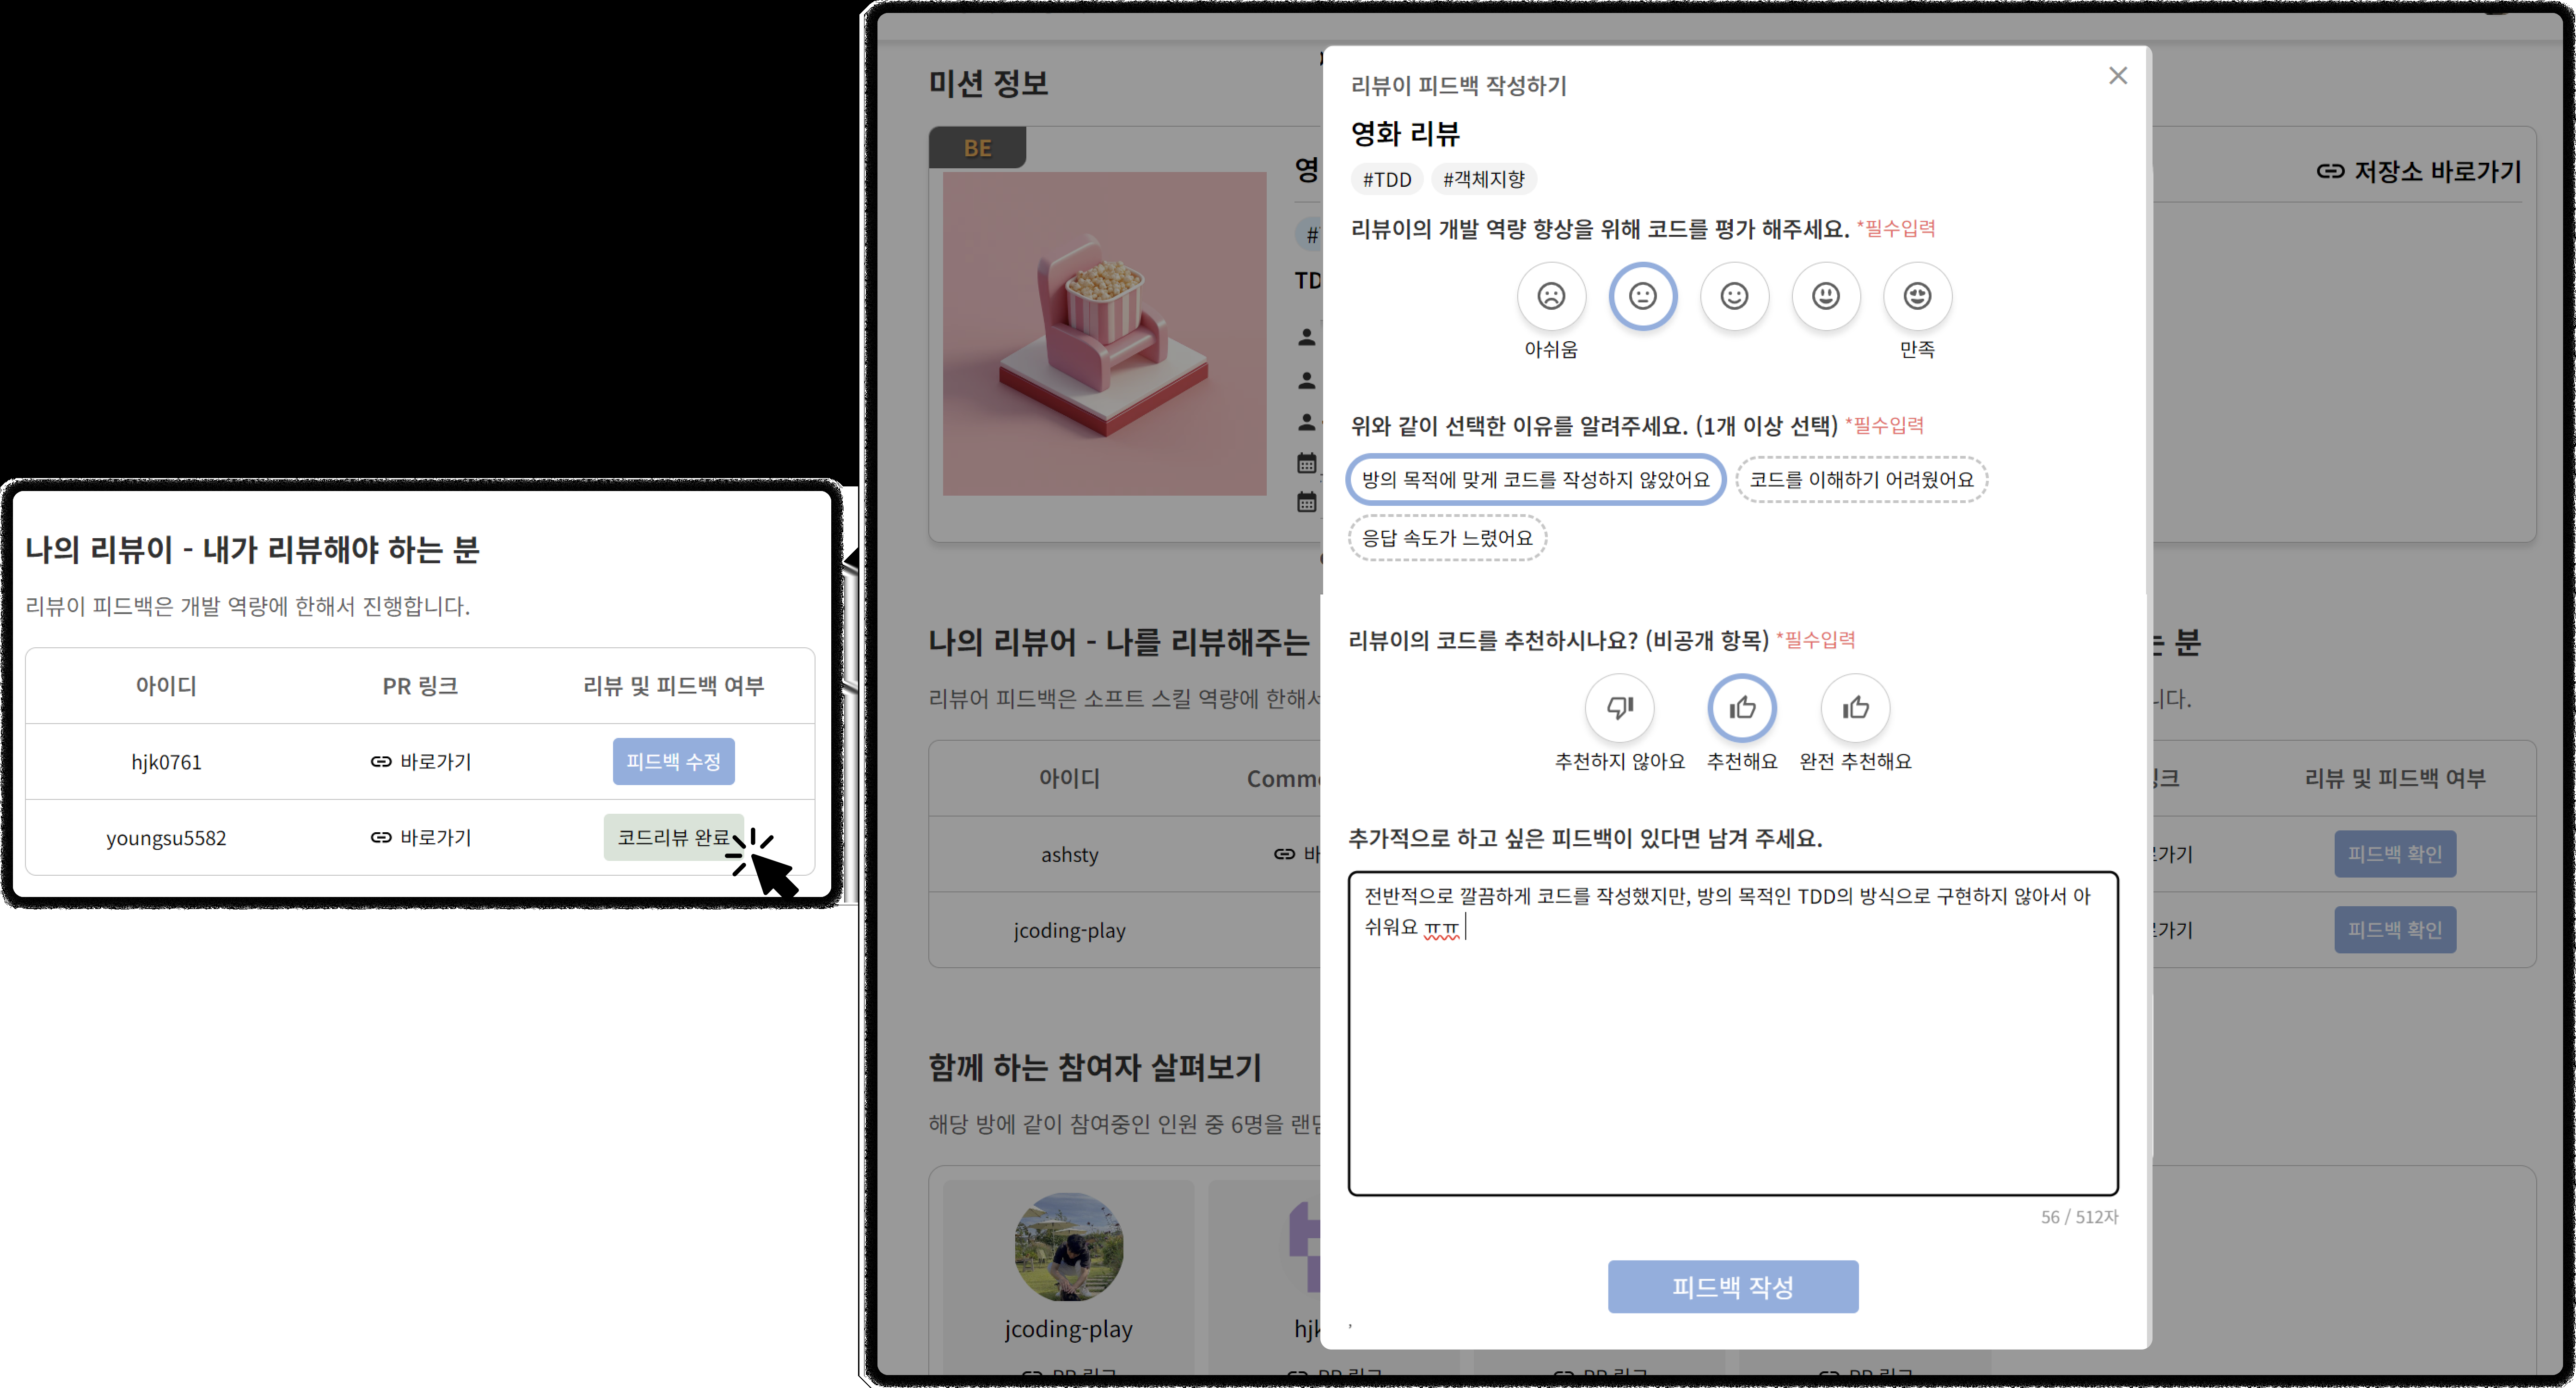 나의 리뷰이 - 내가 리뷰해야 하는 분
리뷰이 피드백은 개발 역량에 한해서 진행합니다.
아이디 PR 링크 리뷰 및 피드백 여부
hjk0761 바로가기 피드백 수정
youngsu5582 바로가기 코드리뷰 완료
미션 정보
BE
영
저장소 바로가기
#
TD
나의 리뷰어 - 나를 리뷰해주는
분
리뷰어 피드백은 소프트 스킬 역량에 한해서
니다.
아이디
리뷰 및 피드백 여부
ashsty
피드백 확인
jcoding-play
피드백 확인
함께 하는 참여자 살펴보기
해당 방에 같이 참여중인 인원 중 6명을
jcoding-play
hjk
리뷰이 피드백 작성하기
영화 리뷰
#TDD #객체지향
리뷰이의 개발 역량 향상을 위해 코드를 평가 해주세요. *필수입력
아쉬움 만족
위와 같이 선택한 이유를 알려주세요. (1개 이상 선택) *필수입력
방의 목적에 맞게 코드를 작성하지 않았어요 코드를 이해하기 어려웠어요
응답 속도가 느렸어요
리뷰이의 코드를 추천하시나요? (비공개 항목) *필수입력
추천하지 않아요 추천해요 완전 추천해요
추가적으로 하고 싶은 피드백이 있다면 남겨 주세요.
전반적으로 깔끔하게 코드를 작성했지만, 방의 목적인 TDD의 방식으로 구현하지 않아서 아
쉬워요 ㅠㅠ
56 / 512자
피드백 작성
,